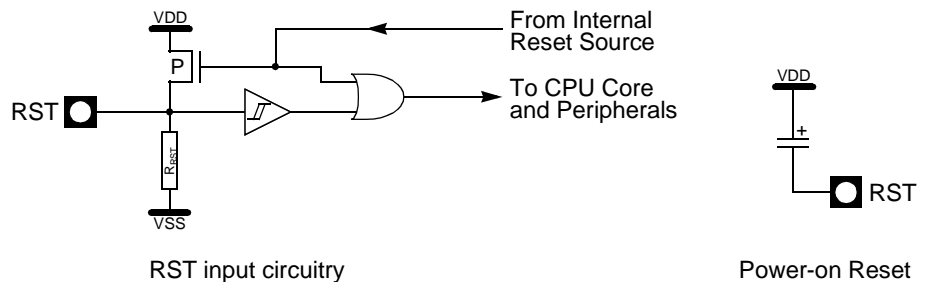 VDD
From Internal
Reset Source
P
To CPU Core
and Peripherals
RST
RRST
VSS
VDD
+
RST
RST input circuitry
Power-on Reset